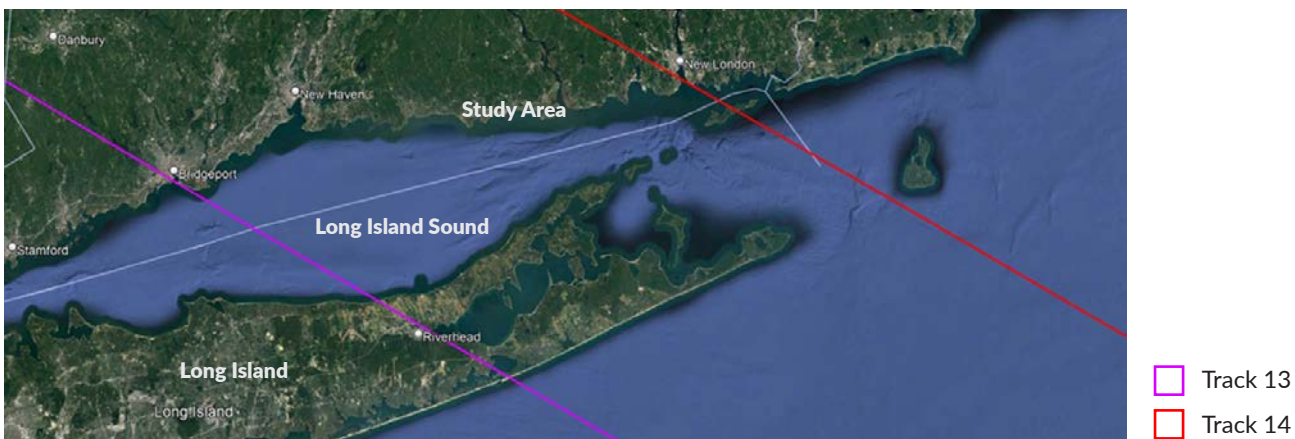 Danbury
New London
New Haven
Study Area
Bridgeport
Long Island Sound
Stamford
Riverhead
Long Island
Long Island
Track 13
Track 14